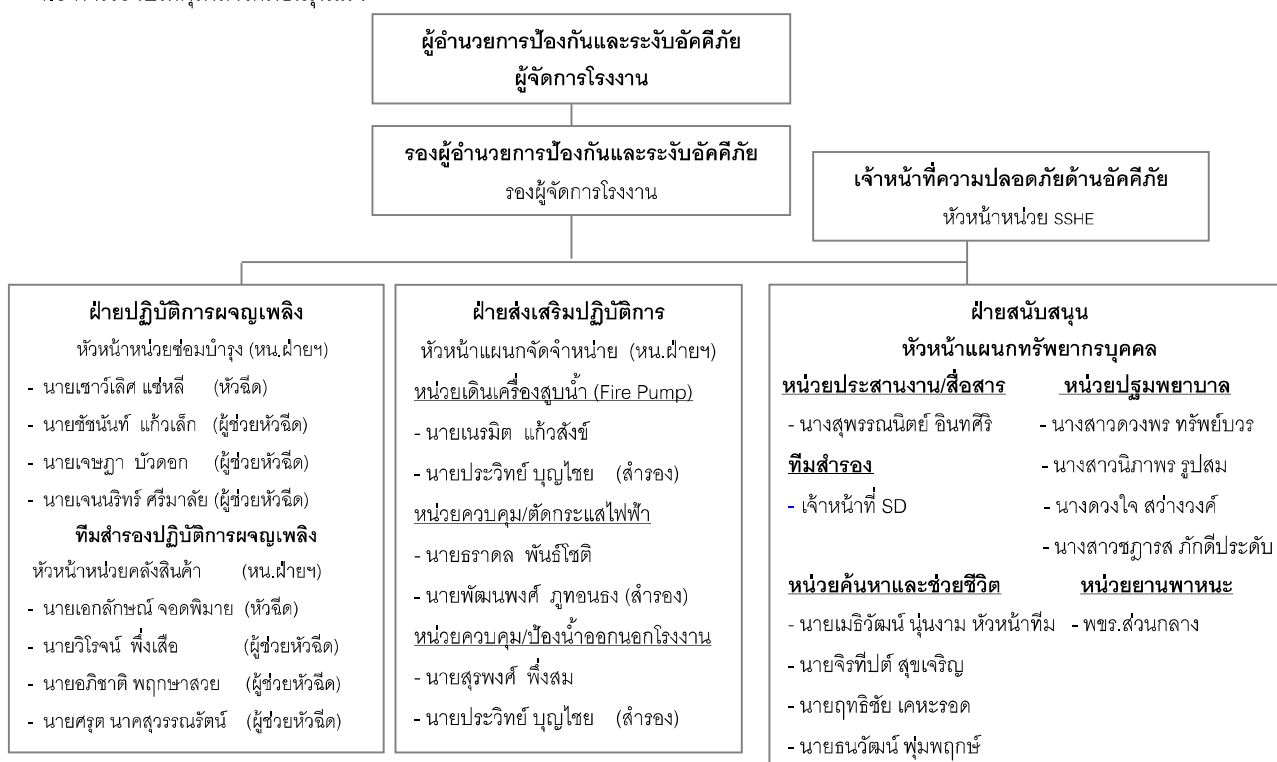 ผู้อำนวยการป้องกันและระงับอัคคีภัย
ผู้จัดการโรงงาน
รองผู้อำนวยการป้องกันและระงับอัคคีภัย
รองผู้จัดการโรงงาน
เจ้าหน้าที่ความปลอดภัยด้านอัคคีภัย
หัวหน้าหน่วย SSHE
ฝ่ายปฏิบัติการผจญเพลิง
หัวหน้าหน่วยซ่อมบำรุง (หน.ฝ่ายฯ)
- นายเชาว์เลิศ แซ่หลี (หัวฉีด)
- นายชัชนันท์ แก้วเล็ก (ผู้ช่วยหัวฉีด)
- นายเจษฎา บัวดอก (ผู้ช่วยหัวฉีด)
- นายเจนนริทร์ ศรีมาลัย (ผู้ช่วยหัวฉีด)
ทีมสำรองปฏิบัติการผจญเพลิง
หัวหน้าหน่วยคลังสินค้า (หน.ฝ่ายฯ)
- นายเอกลักษณ์ จอดพิมาย (หัวฉีด)
- นายวิโรจน์ พึ่งเสือ (ผู้ช่วยหัวฉีด)
- นายอภิชาติ พฤกษาสวย (ผู้ช่วยหัวฉีด)
- นายศรุต นาคสุวรรณรัตน์ (ผู้ช่วยหัวฉีด)
ฝ่ายส่งเสริมปฏิบัติการ
หัวหน้าแผนกจัดจำหน่าย (หน.ฝ่ายฯ)
หน่วยเดินเครื่องสูบน้ำ (Fire Pump)
- นายเนรมิต แก้วสังข์
- นายประวิทย์ บุญไชย (สำรอง)
หน่วยควบคุม/ตัดกระแสไฟฟ้า
- นายธราดล พันธ์โชติ
- นายพัฒนพงศ์ ภูทอนธง (สำรอง)
หน่วยควบคุม/ป้องน้ำออกนอกโรงงาน
- นายสุรพงศ์ พึ่งสม
- นายประวิทย์ บุญไชย (สำรอง)
ฝ่ายสนับสนุน
หัวหน้าแผนกทรัพยากรบุคคล
หน่วยประสานงาน/สื่อสาร
- นางสุพรรณนิตย์ อินทศิริ
ทีมสำรอง
- เจ้าหน้าที่ SD
หน่วยปฐมพยาบาล
- นางสาวดวงพร ทรัพย์บวร
- นางสาวนิภาพร รูปสม
- นางดวงใจ สว่างวงค์
- นางสาวชฎารส ภักดีประดับ
หน่วยค้นหาและช่วยชีวิต
- นายเมธิวัฒน์ นุ่นงาม หัวหน้าทีม
- นายจิรทีปต์ สุขเจริญ
- นายฤทธิชัย เคหะรอด
- นายธนวัฒน์ พุ่มพฤกษ์
หน่วยยานพาหนะ
- พขร.ส่วนกลาง